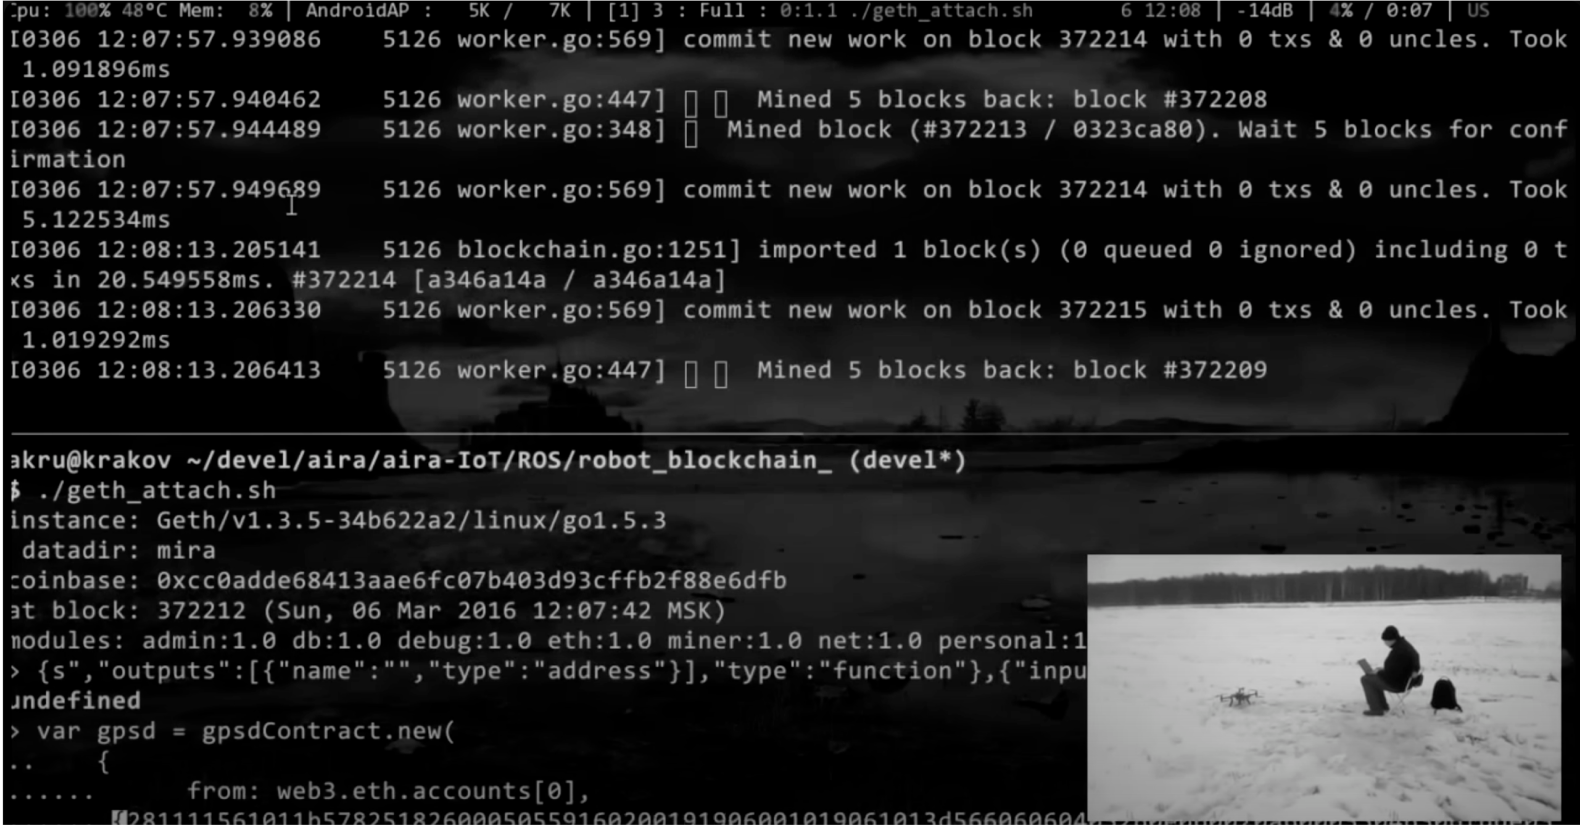 cpu: 100% 48°C Mem:  8% | AndroidAP :   5K /   7K | [1] 3 : Full : 0:1.1 ./geth_attach.sh 6 12:08 | -14dB | 4% / 0:07 | US
I0306 12:07:57.939086 5126 worker.go:569] commit new work on block 372214 with 0 txs & 0 uncles. Took
1.091896ms
I0306 12:07:57.940462 5126 worker.go:447] Mined 5 blocks back: block #372208
I0306 12:07:57.944489 5126 worker.go:348] Mined block (#372213 / 0323ca80). Wait 5 blocks for conf
irmation
I0306 12:07:57.949689 5126 worker.go:569] commit new work on block 372214 with 0 txs & 0 uncles. Took
5.122534ms
I0306 12:08:13.205141 5126 blockchain.go:1251] imported 1 block(s) (0 queued 0 ignored) including 0 t
xs in 20.549558ms. #372214 [a346a14a / a346a14a]
I0306 12:08:13.206330 5126 worker.go:569] commit new work on block 372215 with 0 txs & 0 uncles. Took
1.019292ms
I0306 12:08:13.206413 5126 worker.go:447] Mined 5 blocks back: block #372209
akru@krakov ~/devel/aira/aira-IoT/ROS/robot_blockchain_ (devel*)
$ ./geth_attach.sh
instance: Geth/v1.3.5-34b622a2/linux/go1.5.3
datadir: mira
coinbase: 0xcc0adde68413aae6fc07b403d93cffb2f88e6dfb
at block: 372212 (Sun, 06 Mar 2016 12:07:42 MSK)
modules: admin:1.0 db:1.0 debug:1.0 eth:1.0 miner:1.0 net:1.0 personal:1
> {s","outputs":[{"name":"","type":"address"}],"type":"function"},{"inpu
undefined
> var gpsd = gpsdContract.new(
.. {
...... from: web3.eth.accounts[0],